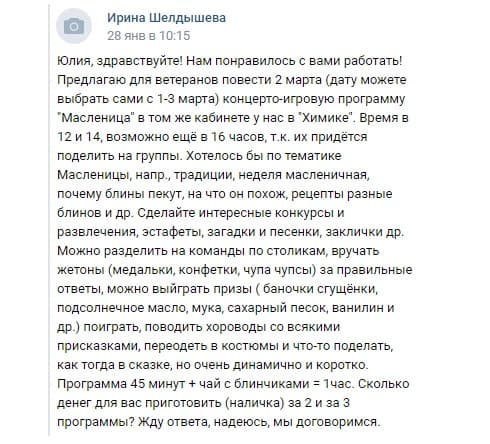 Ирина Шелдышева
28 янв в 10:15
Юлия, здравствуйте! Нам понравилось с вами работать!
Предлагаю для ветеранов повести 2 марта (дату можете
выбрать сами с 1-3 марта) концерто-игровую программу
"Масленица" в том же кабинете у нас в "Химике". Время в
12 и 14, возможно ещё в 16 часов, т.к. их придётся
поделить на группы. Хотелось бы по тематике
Масленицы, напр., традиции, неделя масленичная,
почему блины пекут, на что он похож, рецепты разные
блинов и др. Сделайте интересные конкурсы и
развлечения, эстафеты, загадки и песенки, заклички др.
Можно разделить на команды по столикам, вручать
жетоны (медальки, конфетки, чупа чупсы) за правильные
ответы, можно выйграть призы ( баночки сгущёнки,
подсолнечное масло, мука, сахарный песок, ванилин и
др.) поиграть, поводить хороводы со всякими
присказками, переодеть в костюмы и что-то поделать,
как тогда в сказке, но очень динамично и коротко.
Программа 45 минут + чай с блинчиками = 1час. Сколько
денег для вас приготовить (наличка) за 2 и за 3
программы? Жду ответа, надеюсь, мы договоримся.